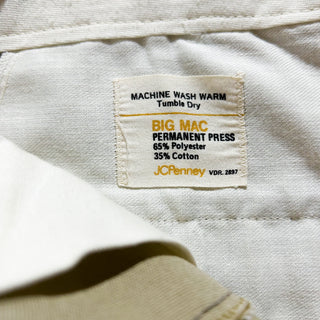 MACHINE WASH WARM
Tumble Dry
BIG MAC
PERMANENT PRESS
65% Polyester
35% Cotton
JCPenney VDR. 2897